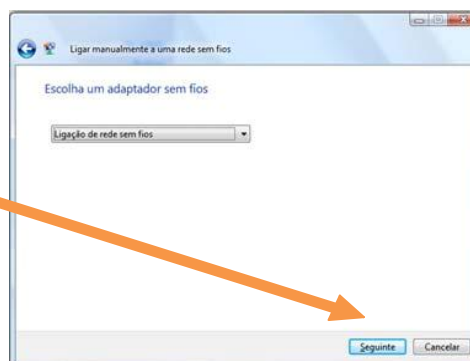 Ligar manualmente a uma rede sem fios
Escolha um adaptador sem fios
Ligação de rede sem fios
Seguinte
Cancelar